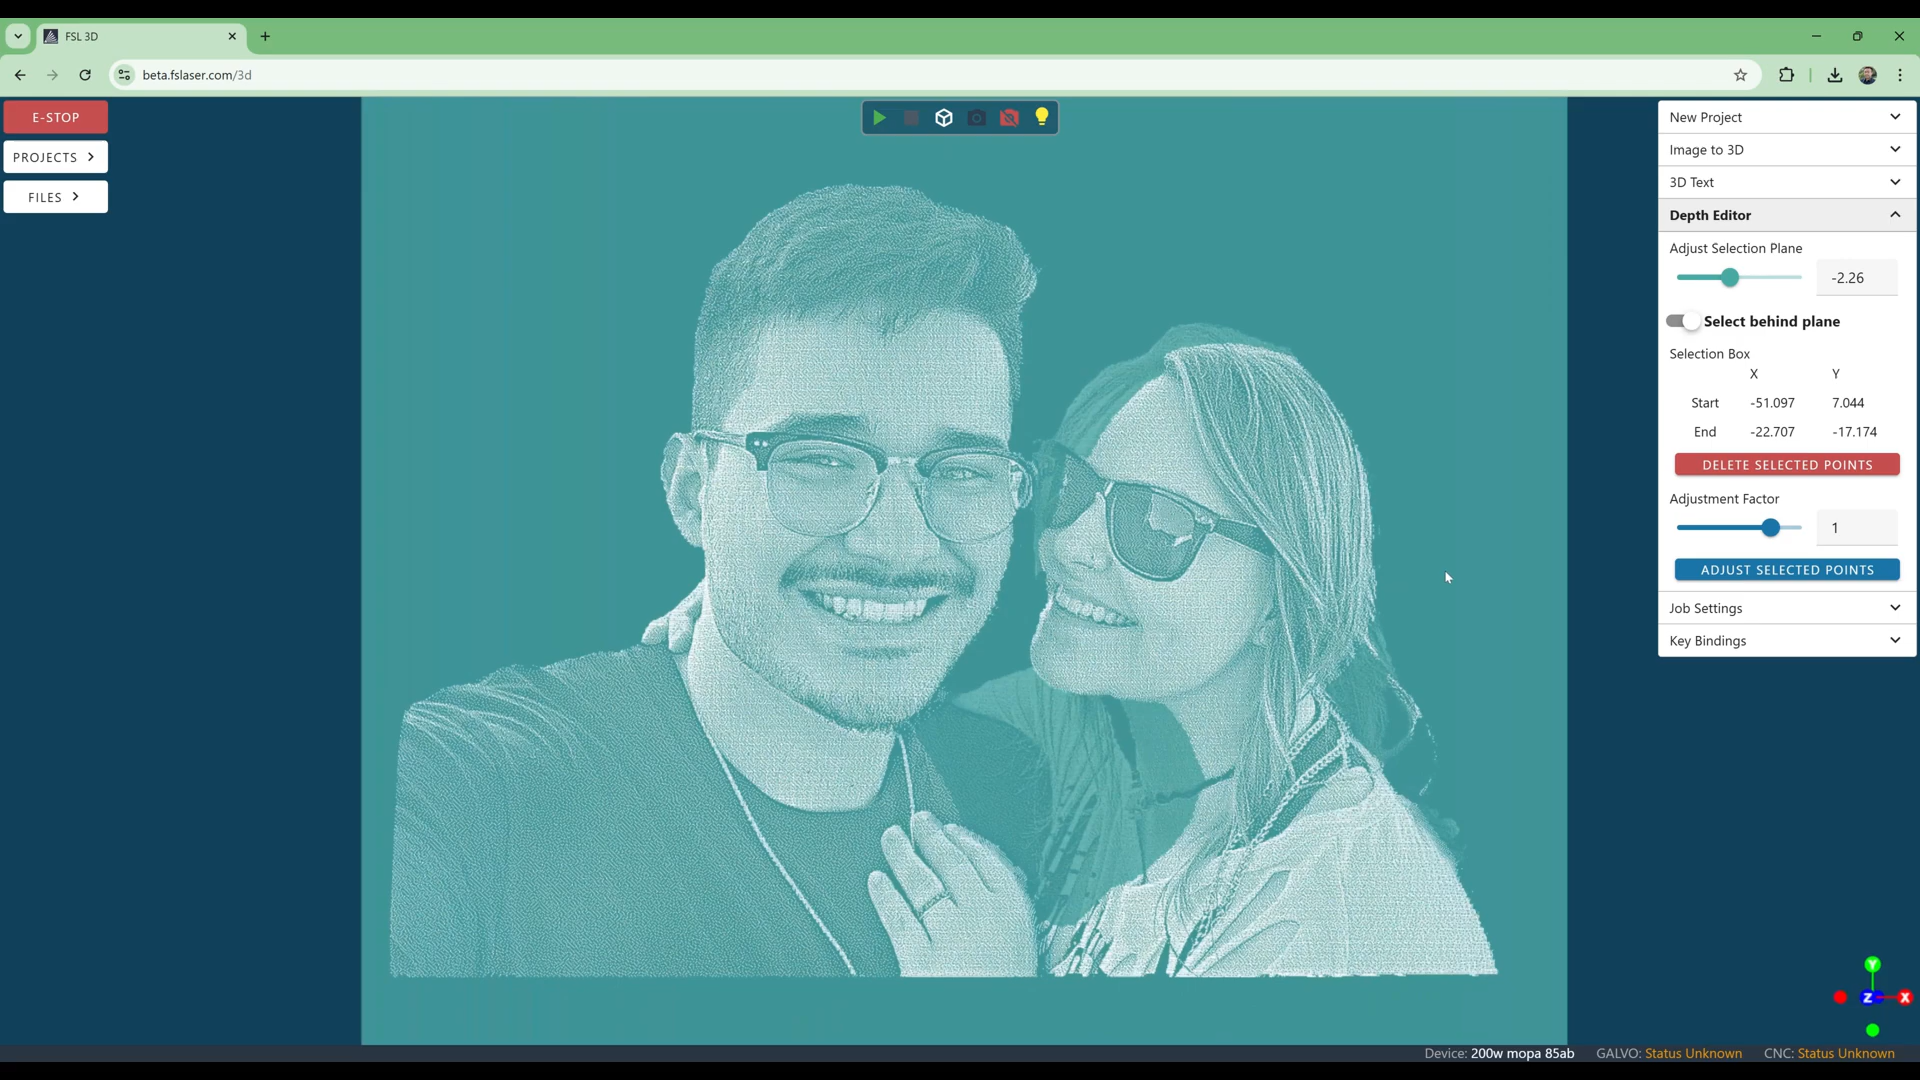 FSL 3D
beta.fslaser.com/3d
E-STOP
PROJECTS
FILES
New Project
Image to 3D
3D Text
Depth Editor
Adjust Selection Plane
-2.26
Select behind plane
Selection Box
X Y
Start -51.097 7.044
End -22.707 -17.174
DELETE SELECTED POINTS
Adjustment Factor
1
ADJUST SELECTED POINTS
Job Settings
Key Bindings
Y
Z X
Device: 200w mopa 85ab GALVO: Status Unknown CNC: Status Unknown